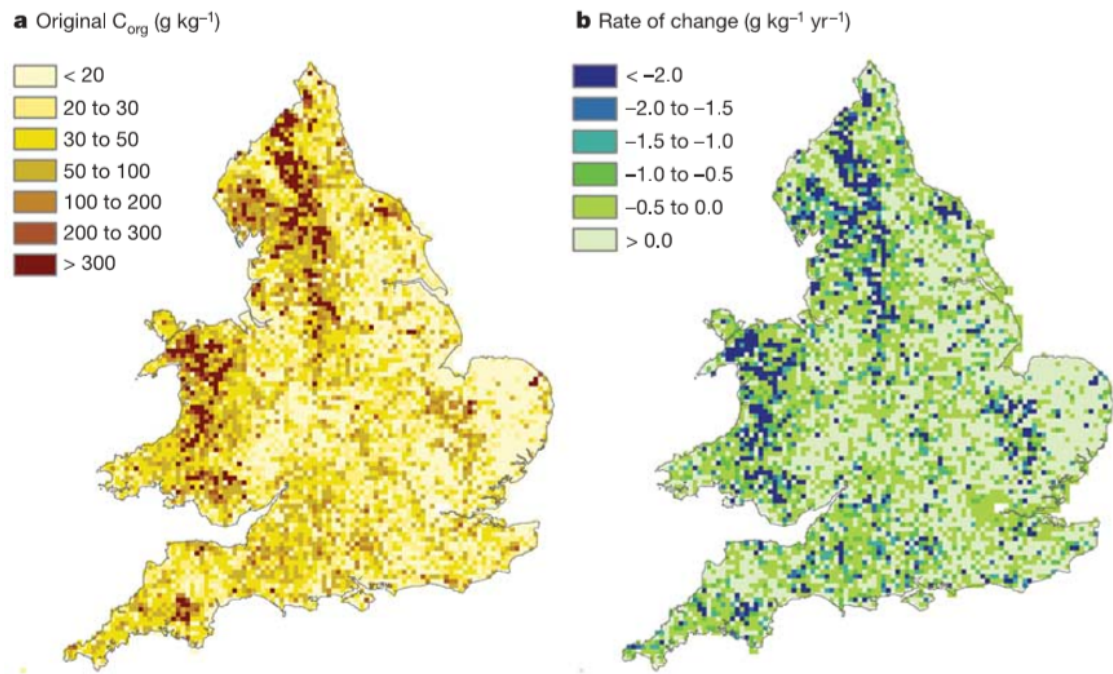 a Original C_org (g kg⁻¹)
< 20
20 to 30
30 to 50
50 to 100
100 to 200
200 to 300
> 300
b Rate of change (g kg⁻¹ yr⁻¹)
< –2.0
–2.0 to –1.5
–1.5 to –1.0
–1.0 to –0.5
–0.5 to 0.0
> 0.0